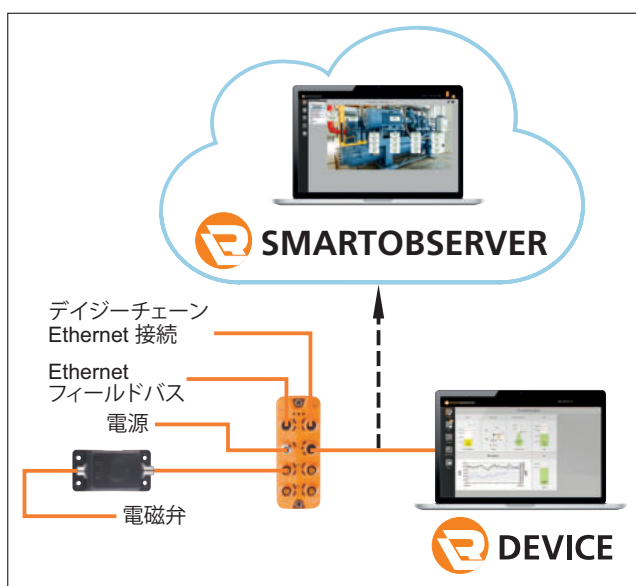 SMARTOBSERVER
デイジーチェーン
Ethernet 接続
Ethernet
フィールドバス
電源
電磁弁
DEVICE